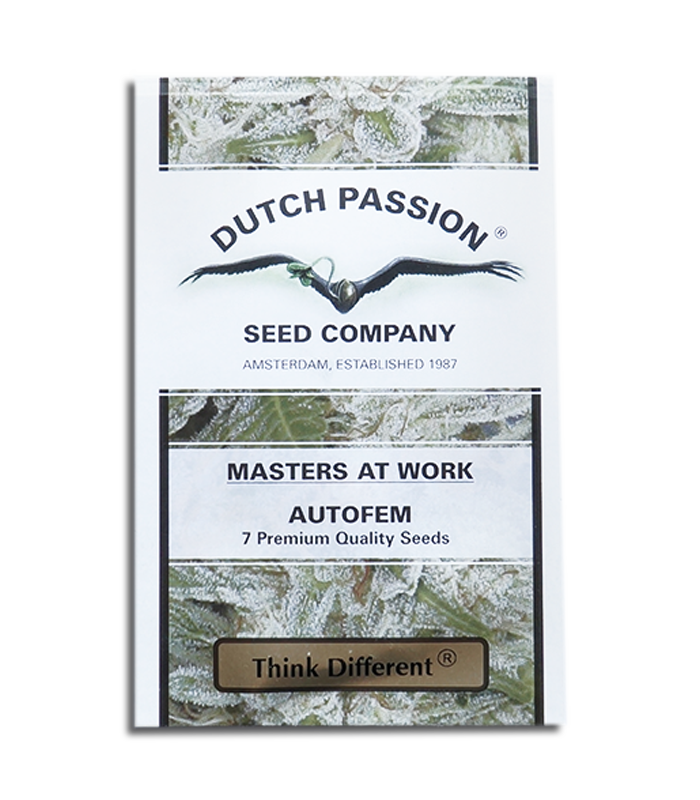 DUTCH PASSION ®
SEED COMPANY
AMSTERDAM, ESTABLISHED 1987
MASTERS AT WORK
AUTOFEM
7 Premium Quality Seeds
Think Different ®